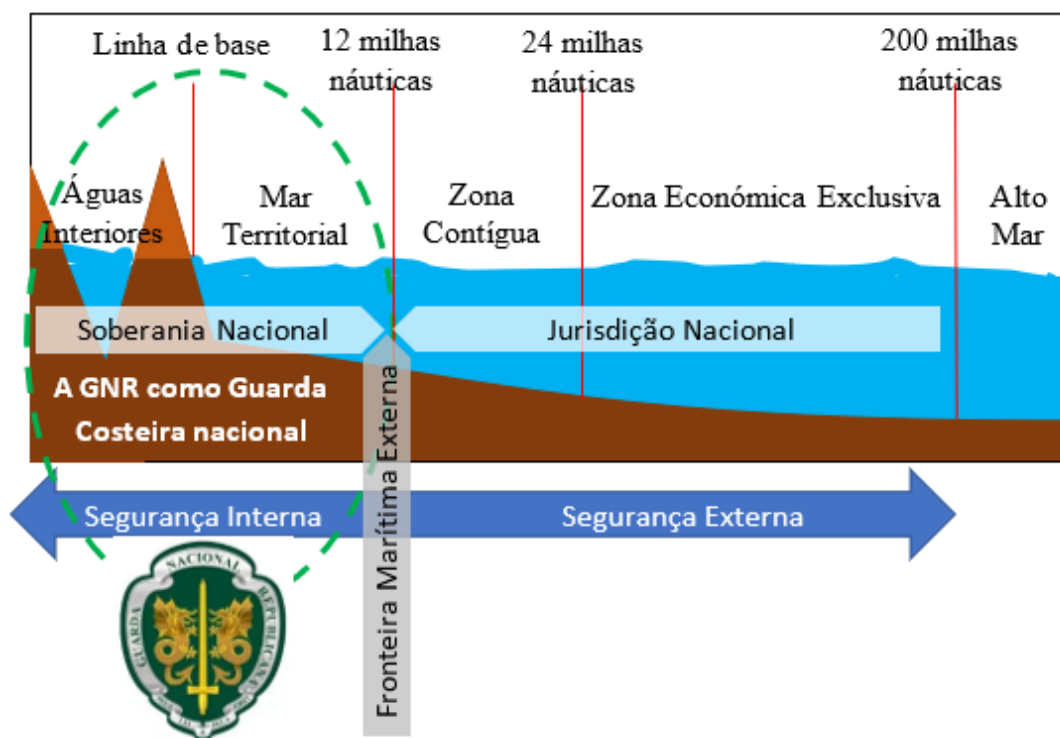 Linha de base
12 milhas
náuticas
24 milhas
náuticas
200 milhas
náuticas
Águas
Interiores
Mar
Territorial
Zona
Contígua
Zona Económica Exclusiva
Alto
Mar
Soberania Nacional
Jurisdição Nacional
A GNR como Guarda
Costeira nacional
Fronteira Marítima Externa
Segurança Interna
Segurança Externa
GUARDA
NACIONAL
REPUBLICANA